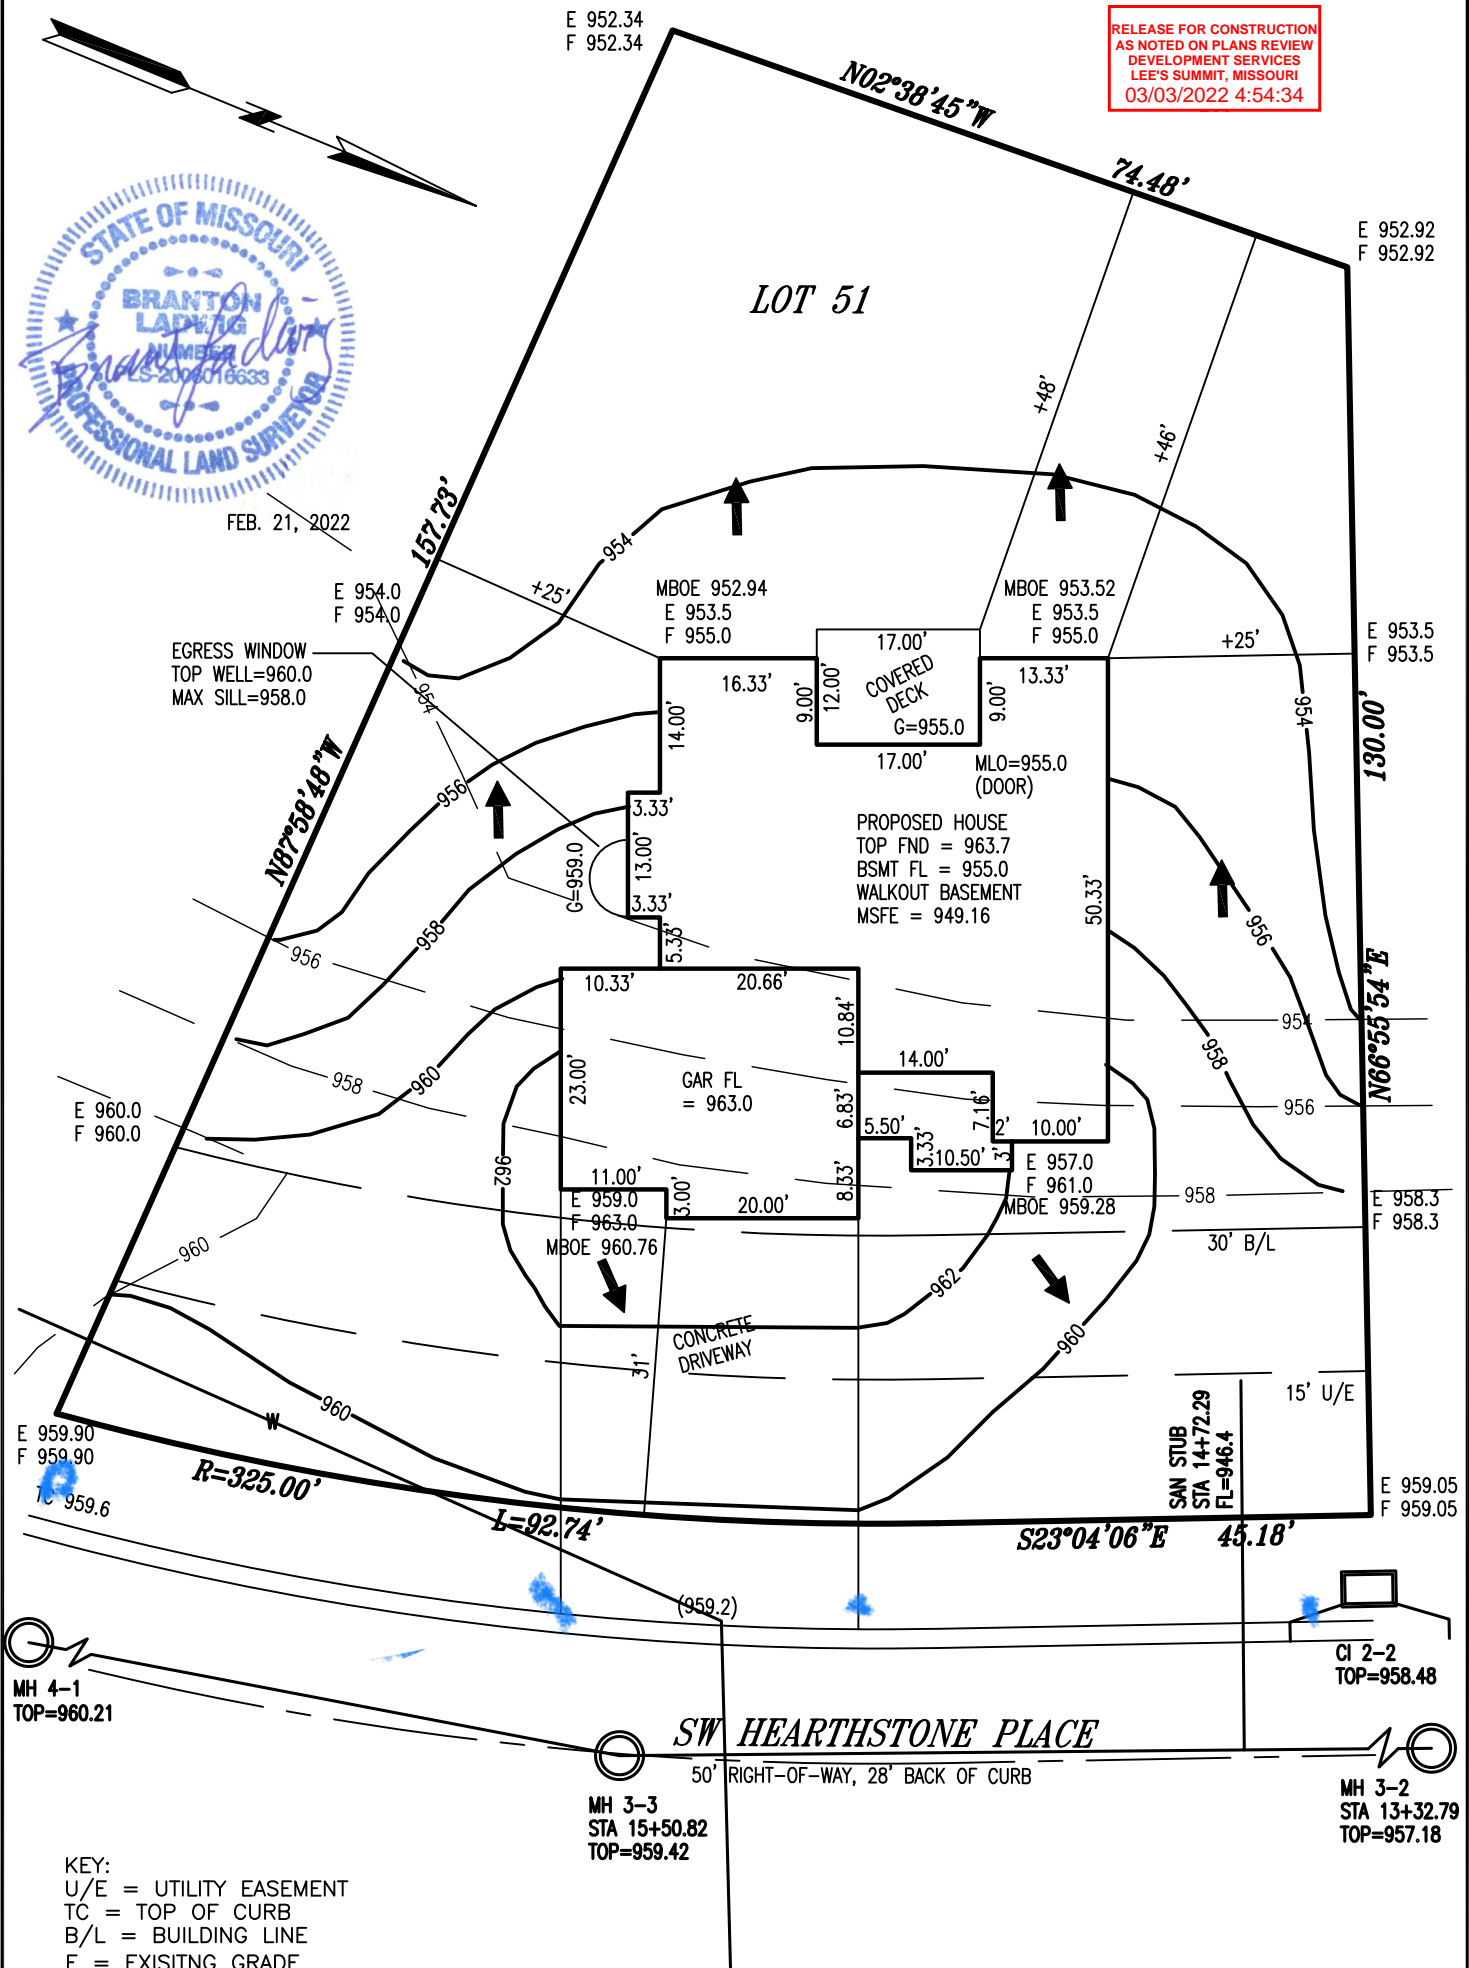 E 952.34
F 952.34
RELEASE FOR CONSTRUCTION
AS NOTED ON PLANS REVIEW
DEVELOPMENT SERVICES
LEE'S SUMMIT, MISSOURI
03/03/2022 4:54:34
N02°38'45"W
74.48'
E 952.92
F 952.92
STATE OF MISSOURI
BRANTON
LADWIG
NUMBER
LS-2006016633
PROFESSIONAL LAND SURVEYOR
FEB. 21, 2022
LOT 51
+48'
+46'
157.73'
954
+25'
E 954.0
F 954.0
MBOE 952.94
E 953.5
F 955.0
MBOE 953.52
E 953.5
F 955.0
+25'
E 953.5
F 953.5
EGRESS WINDOW
TOP WELL=960.0
MAX SILL=958.0
17.00'
COVERED
DECK
G=955.0
16.33'
9.00'
12.00'
9.00'
13.33'
14.00'
954
954
130.00'
17.00'
MLO=955.0
(DOOR)
N87°58'48"W
956
3.33'
13.00'
3.33'
G=959.0
PROPOSED HOUSE
TOP FND = 963.7
BSMT FL = 955.0
WALKOUT BASEMENT
MSFE = 949.16
50.33'
956
958
5.33'
956
10.33'
20.66'
10.84'
954
N66°55'54"E
958
960
23.00'
GAR FL
= 963.0
14.00'
958
956
E 960.0
F 960.0
6.83'
5.50'
7.16'
2'
10.00'
3.33'
10.50'
3'
962
11.00'
E 959.0
F 963.0
MBOE 960.76
3.00'
20.00'
8.33'
E 957.0
F 961.0
MBOE 959.28
958
E 958.3
F 958.3
30' B/L
960
962
CONCRETE
DRIVEWAY
31'
960
960
15' U/E
W
SAN STUB
STA 14+72.29
FL=946.4
E 959.90
F 959.90
TC 959.6
R=325.00'
L=92.74'
S23°04'06"E 45.18'
E 959.05
F 959.05
(959.2)
MH 4-1
TOP=960.21
CI 2-2
TOP=958.48
SW HEARTHSTONE PLACE
50' RIGHT-OF-WAY, 28' BACK OF CURB
MH 3-3
STA 15+50.82
TOP=959.42
MH 3-2
STA 13+32.79
TOP=957.18
KEY:
U/E = UTILITY EASEMENT
TC = TOP OF CURB
B/L = BUILDING LINE
E = EXISITNG GRADE